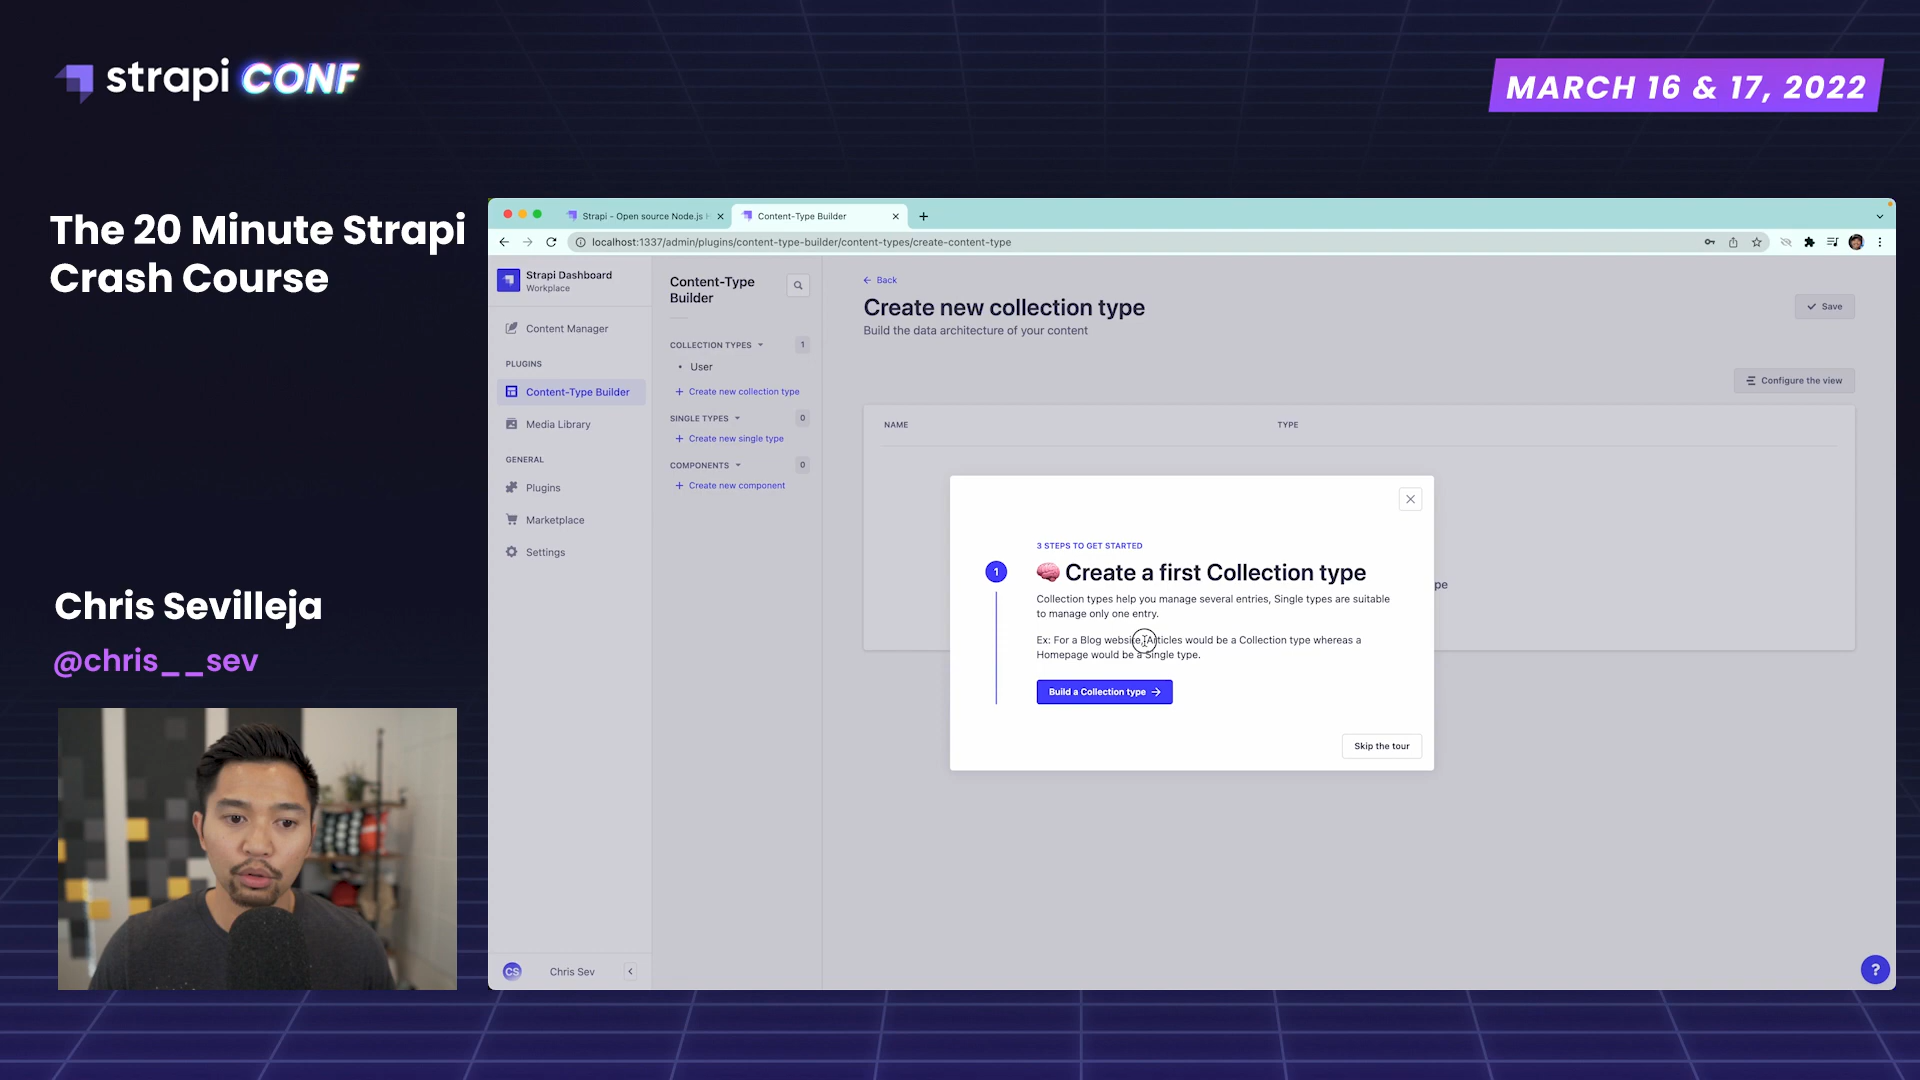 strapi CONF
MARCH 16 & 17, 2022
The 20 Minute Strapi
Crash Course
Chris Sevilleja
@chris__sev
Strapi - Open source Node.js
Content-Type Builder
localhost:1337/admin/plugins/content-type-builder/content-types/create-content-type
Strapi Dashboard
Workplace
Content Manager
PLUGINS
Content-Type Builder
Media Library
GENERAL
Plugins
Marketplace
Settings
CS
Chris Sev
Content-Type
Builder
COLLECTION TYPES
1
User
+ Create new collection type
SINGLE TYPES
0
+ Create new single type
COMPONENTS
0
+ Create new component
← Back
Create new collection type
Build the data architecture of your content
Save
Configure the view
NAME
TYPE
pe
3 STEPS TO GET STARTED
1
Create a first Collection type
Collection types help you manage several entries, Single types are suitable
to manage only one entry.
Ex: For a Blog website, Articles would be a Collection type whereas a
Homepage would be a Single type.
Build a Collection type →
Skip the tour
?